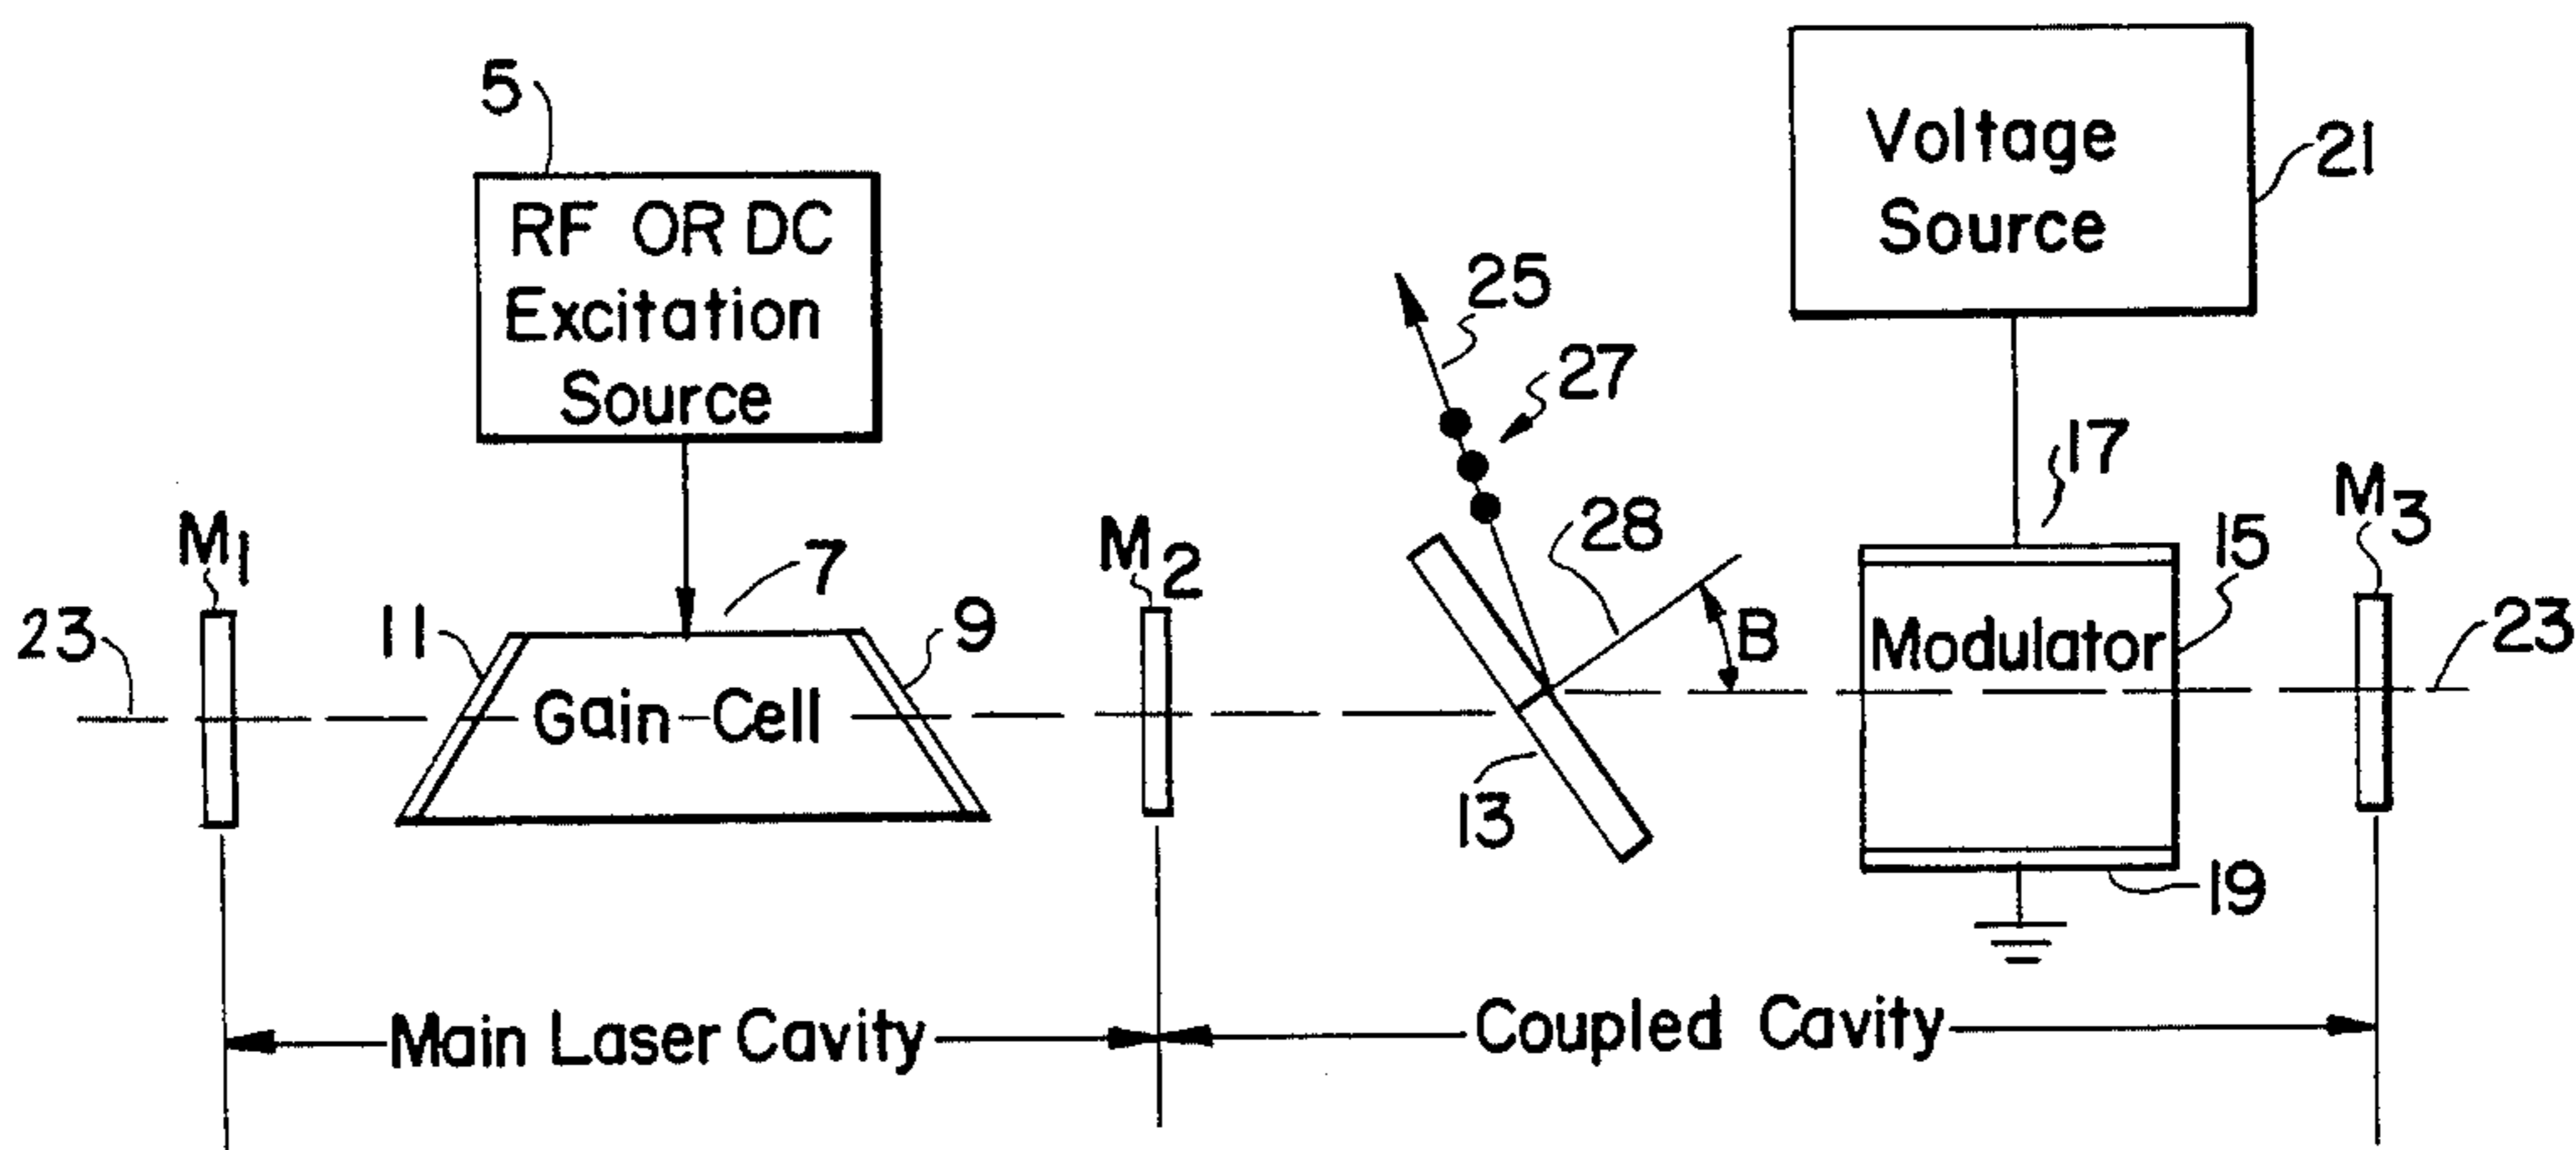 5
RF OR DC
Excitation
Source
Voltage
Source
21
25
27
17
28
M1
7
M2
15
M3
23
11
9
B
Modulator
23
Gain-Cell
13
19
Main Laser Cavity
Coupled Cavity